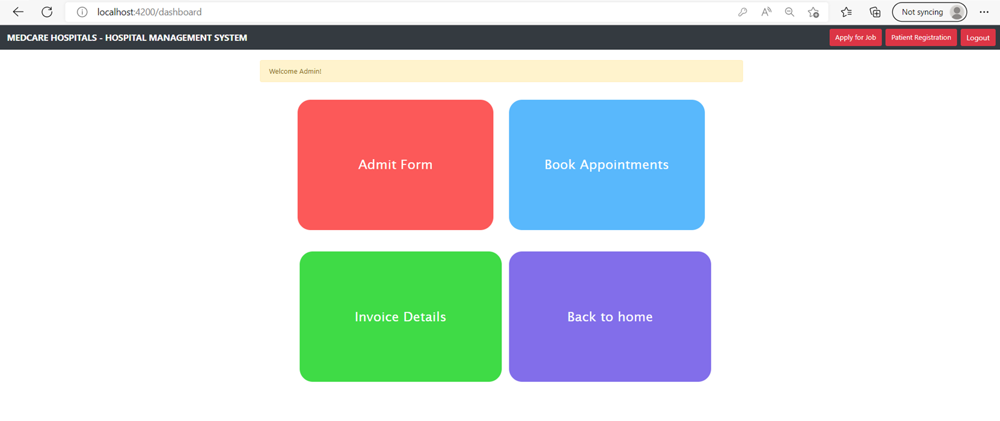 localhost:4200/dashboard
Not syncing
MEDCARE HOSPITALS - HOSPITAL MANAGEMENT SYSTEM
Apply for Job
Patient Registration
Logout
Welcome Admin!
Admit Form
Book Appointments
Invoice Details
Back to home